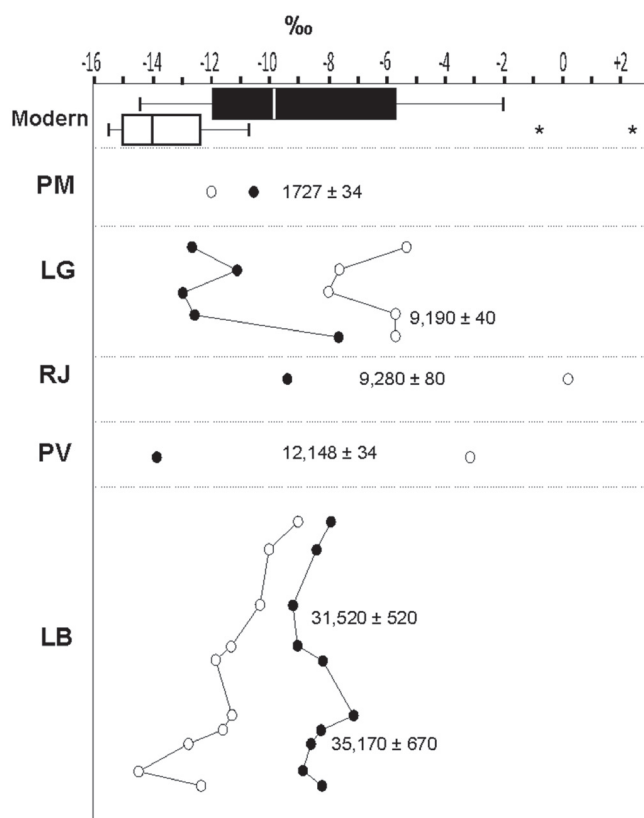 ‰
-16 -14 -12 -10 -8 -6 -4 -2 0 +2
Modern
* *
PM 1727 ± 34
LG
9,190 ± 40
RJ 9,280 ± 80
PV 12,148 ± 34
LB
31,520 ± 520
35,170 ± 670